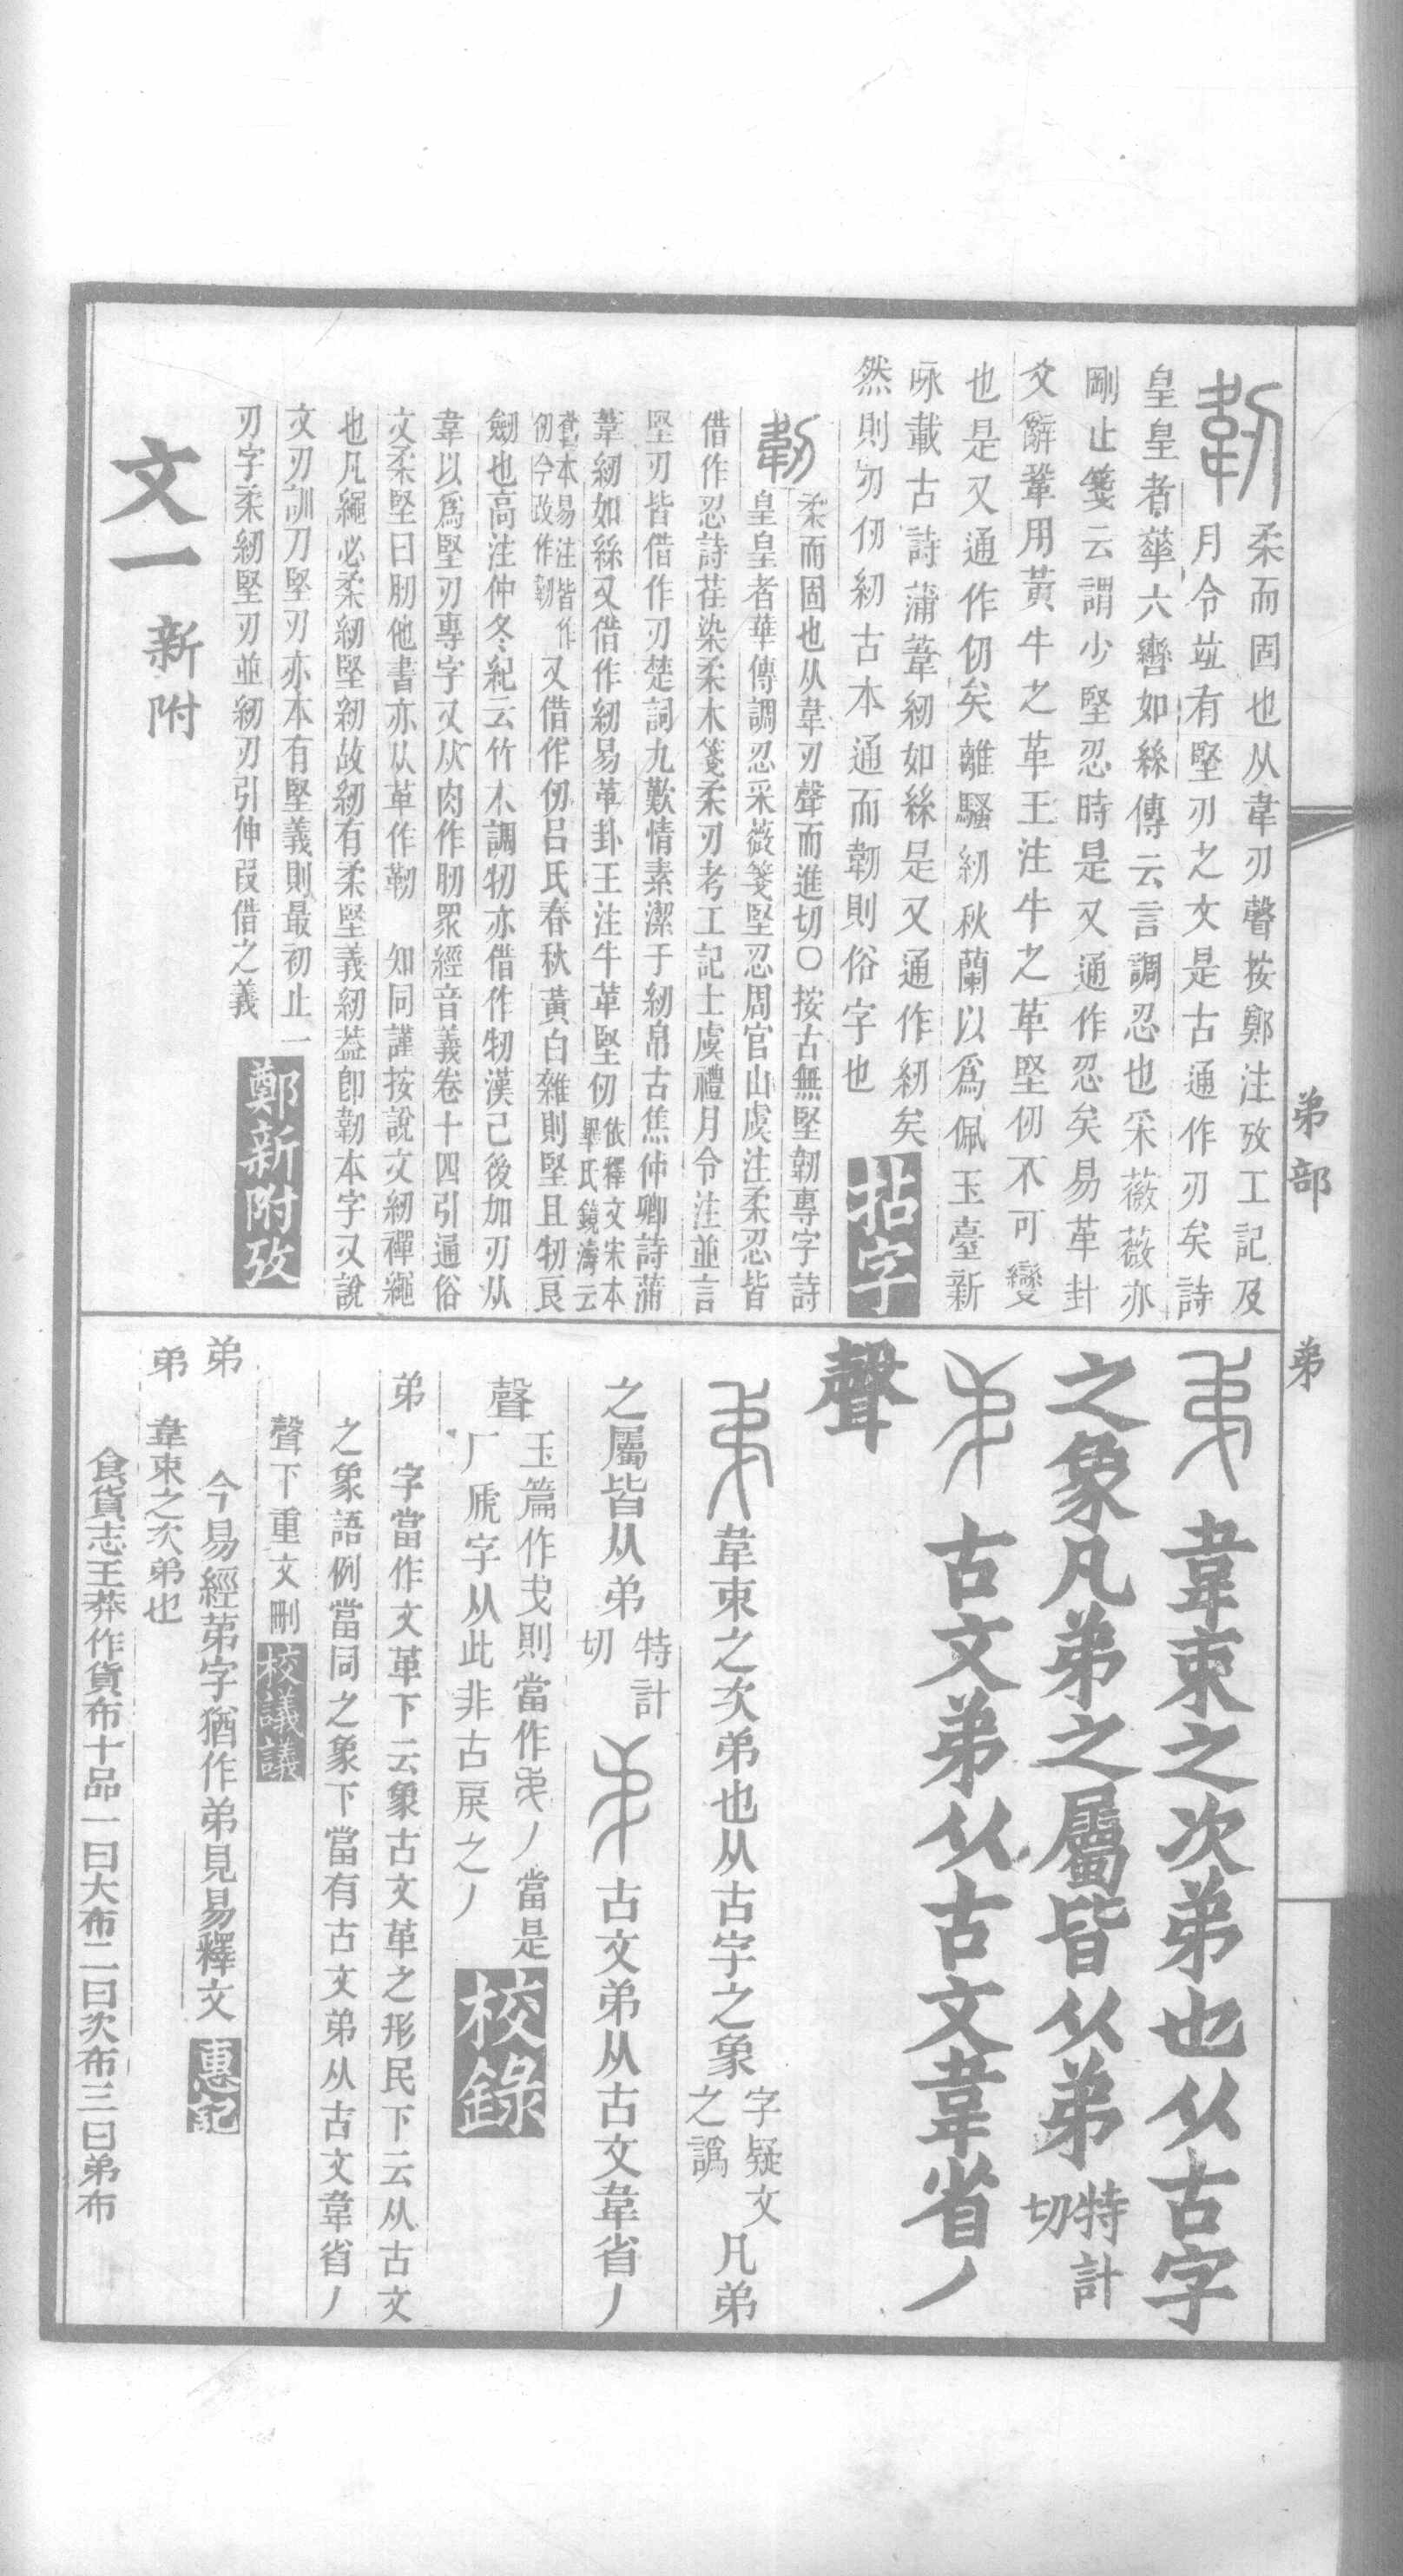 弟部　弟
韌
柔而固也从韋刃聲按鄭注攷工記及
月令竝有堅刃之文是古通作刃矣詩
皇皇者華六轡如絲傳云言調忍也采薇薇亦
剛止箋云謂少堅忍時是又通作忍矣易革卦
爻辭鞏用黃牛之革王注牛之革堅仞不可變
也是又通作仞矣離騷紉秋蘭以爲佩玉臺新
咏載古詩蒲葦紉如絲是又通作紉矣
然則刃仞紉古本通而韌則俗字也
拈字
韌
柔而固也从韋刃聲而進切○按古無堅韌專字詩
皇皇者華傳調忍采薇箋堅忍周官山虞注柔忍皆
借作忍詩荏染柔木箋柔刃考工記土虞禮月令注並言
堅刃皆借作刃楚詞九歎情素潔于紉帛古焦仲卿詩蒲
葦紉如絲又借作紉易革卦王注牛革堅仞
依釋文宋本
畢氏鏡濤云
舊本易注皆作
仞今改作韌
又借作仞呂氏春秋黃白雜則堅且牣良
劒也高注仲冬紀云竹木調牣亦借作牣漢已後加刃从
韋以爲堅刃專字又从肉作肕眾經音義卷十四引通俗
文柔堅曰肕他書亦从革作靭　知同謹按說文紉禪繩
也凡繩必柔紉堅紉故紉有柔堅義紉葢卽韌本字又說
文刃訓刀堅刃亦本有堅義則最初止一
刃字柔紉堅刃並紉刃引伸叚借之義
鄭新附攷
文一　新附
弟
韋束之次弟也从古字
之象凡弟之屬皆从弟
特計
切
古文弟从古文韋省丿
聲
弟
韋束之次弟也从古字之象
字疑文
之譌
凡弟
之屬皆从弟
特計
切
古文弟从古文韋省丿
聲
玉篇作𢎨則當作𢎨丿當是
厂虒字从此非古戾之丿
校錄
弟
字當作文革下云象古文革之形民下云从古文
之象語例當同之象下當有古文弟从古文韋省丿
聲下重文刪
校議議
弟
今易經苐字猶作弟見易釋文
惠記
弟
韋束之次弟也
食貨志王莽作貨布十品一曰大布二曰次布三曰弟布